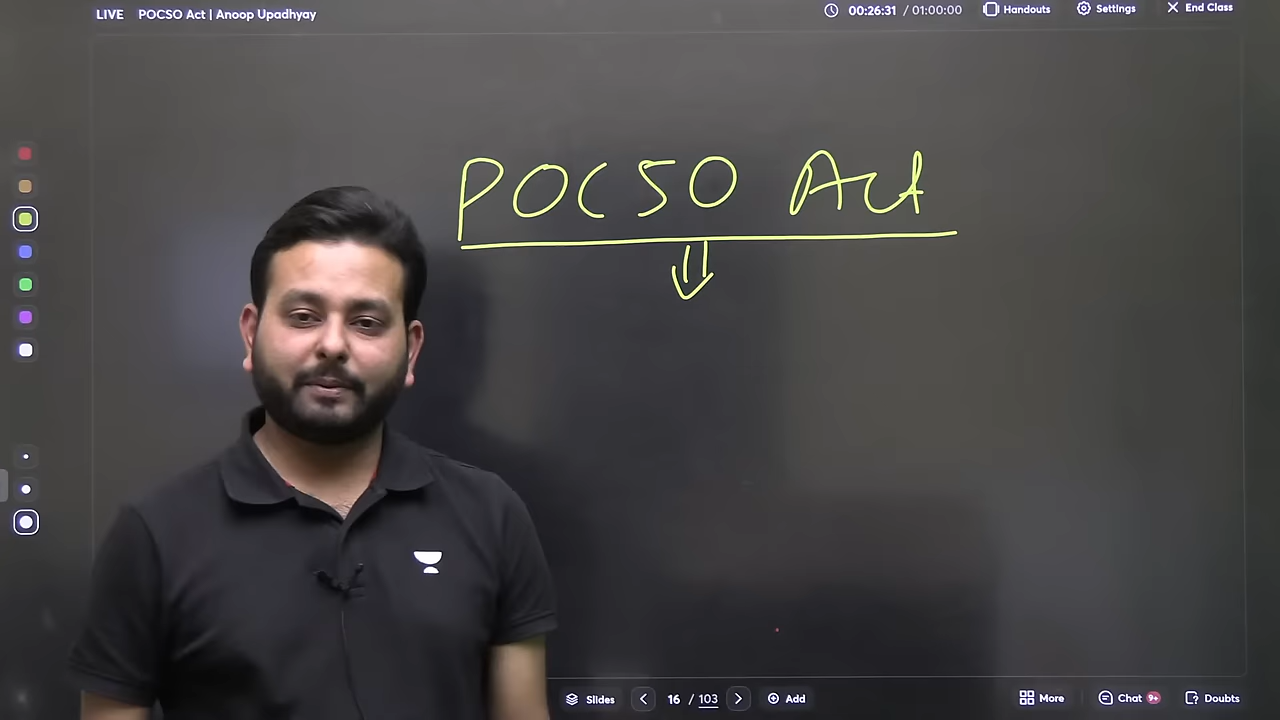 LIVE POCSO Act | Anoop Upadhyay
00:26:31 / 01:00:00
Handouts
Settings
End Class
POCSO Act
Slides
16 / 103
Add
More
Chat 9+
Doubts